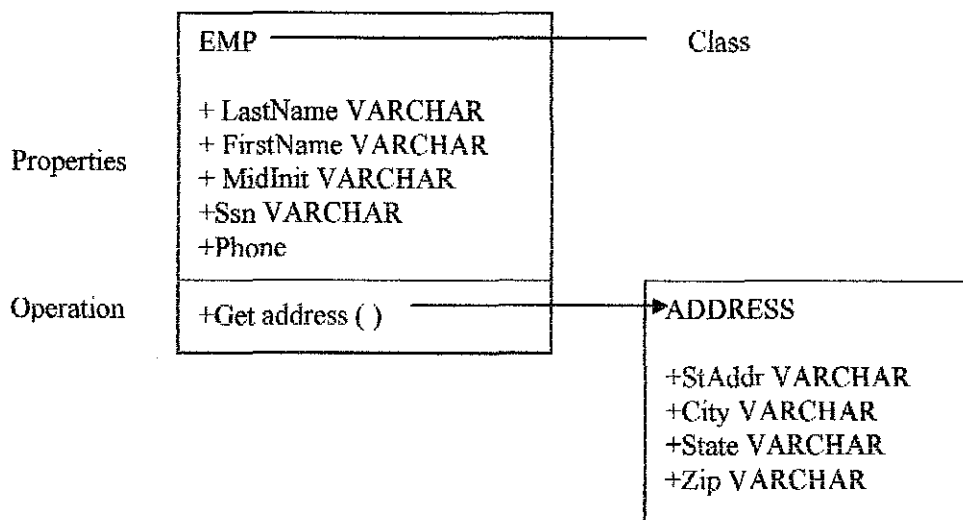 EMP
Class
+ LastName VARCHAR
+ FirstName VARCHAR
Properties
+ MidInit VARCHAR
+Ssn VARCHAR
+Phone
Operation
+Get address ( )
ADDRESS
+StAddr VARCHAR
+City VARCHAR
+State VARCHAR
+Zip VARCHAR